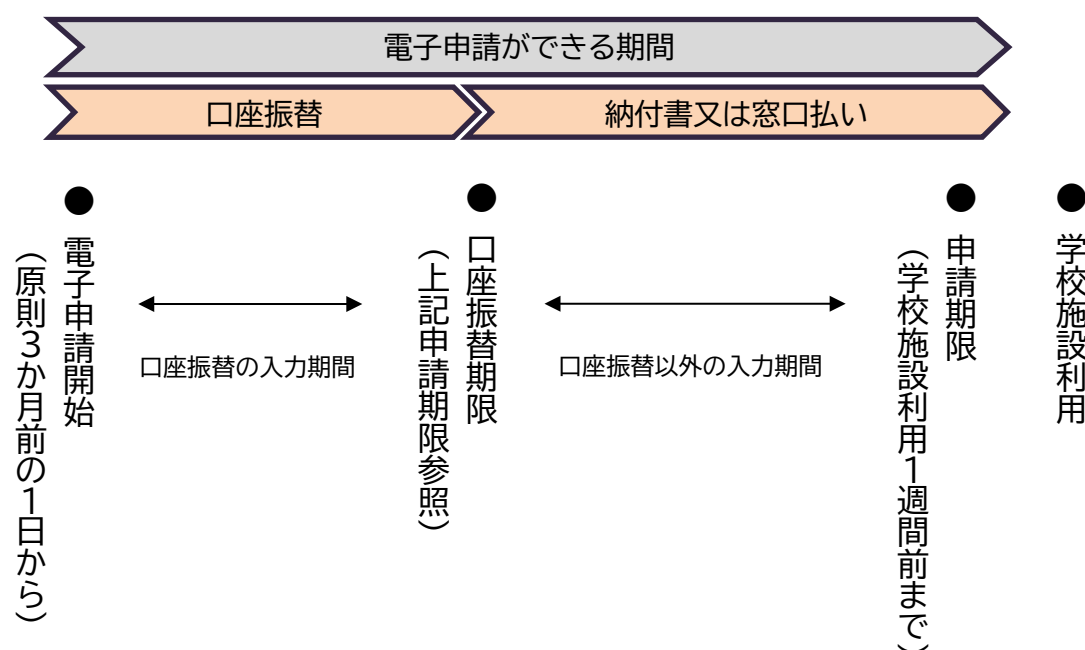 電子申請ができる期間
口座振替
納付書又は窓口払い
● 電子申請開始
（原則３か月前の１日から）
口座振替の入力期間
● 口座振替期限
（上記申請期限参照）
口座振替以外の入力期間
● 申請期限
（学校施設利用１週間前まで）
● 学校施設利用